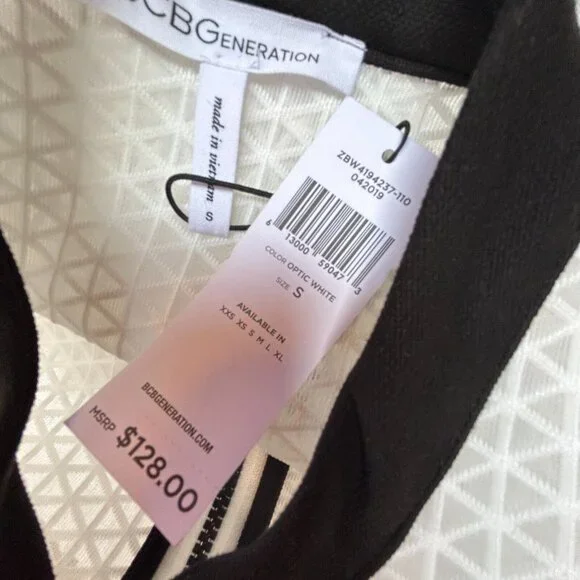 BCBGENERATION
made in vietnam S
ZBW4194237-110
042019
6 13000 59047 3
COLOR OPTIC WHITE
SIZE S
AVAILABLE IN
XXS XS S M L XL
BCBGENERATION.COM
MSRP $128.00